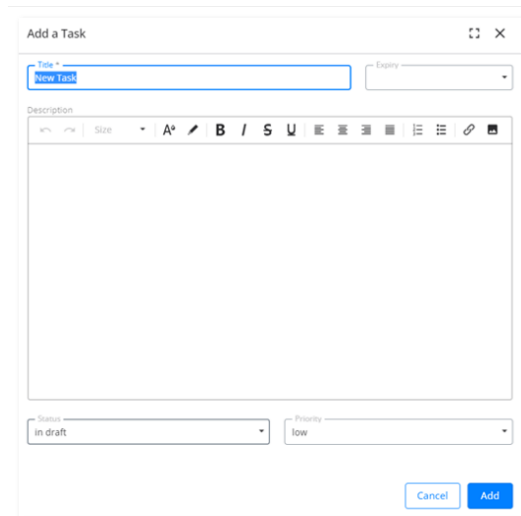 Add a Task
Title *
Expiry
New Task
Description
Size
A
B I S U
Status
Priority
in draft
low
Cancel
Add